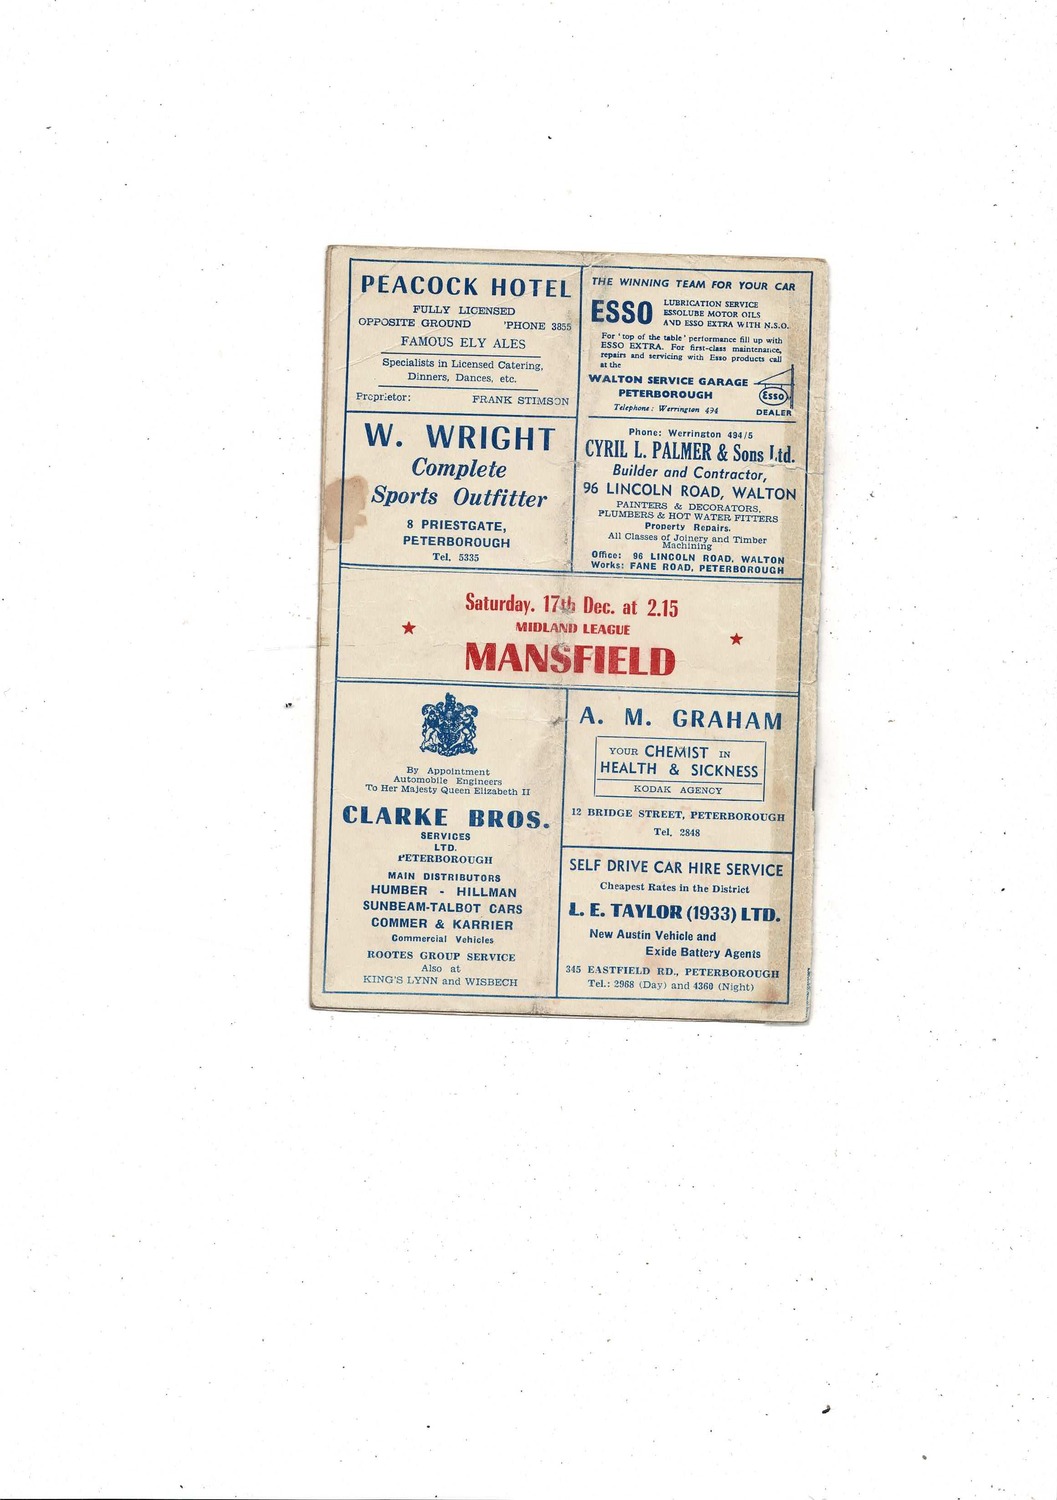 PEACOCK HOTEL
FULLY LICENSED
OPPOSITE GROUND 'PHONE 3855
FAMOUS ELY ALES
Specialists in Licensed Catering,
Dinners, Dances, etc.
Proprietor: FRANK STIMSON
THE WINNING TEAM FOR YOUR CAR
ESSO
LUBRICATION SERVICE
ESSOLUBE MOTOR OILS
AND ESSO EXTRA WITH N.S.O.
For 'top of the table' performance fill up with
ESSO EXTRA. For first-class maintenance,
repairs and servicing with Esso products call
at the
WALTON SERVICE GARAGE
PETERBOROUGH
Telephone: Werrington 494
Esso
DEALER
W. WRIGHT
Complete
Sports Outfitter
8 PRIESTGATE,
PETERBOROUGH
Tel. 5335
Phone: Werrington 494/5
CYRIL L. PALMER & Sons Ltd.
Builder and Contractor,
96 LINCOLN ROAD, WALTON
PAINTERS & DECORATORS,
PLUMBERS & HOT WATER FITTERS
Property Repairs.
All Classes of Joinery and Timber
Machining
Office: 96 LINCOLN ROAD, WALTON
Works: FANE ROAD, PETERBOROUGH
Saturday. 17th Dec. at 2.15
MIDLAND LEAGUE
MANSFIELD
By Appointment
Automobile Engineers
To Her Majesty Queen Elizabeth II
CLARKE BROS.
SERVICES
LTD.
PETERBOROUGH
MAIN DISTRIBUTORS
HUMBER - HILLMAN
SUNBEAM-TALBOT CARS
COMMER & KARRIER
Commercial Vehicles
ROOTES GROUP SERVICE
Also at
KING'S LYNN and WISBECH
A. M. GRAHAM
YOUR CHEMIST IN
HEALTH & SICKNESS
KODAK AGENCY
12 BRIDGE STREET, PETERBOROUGH
Tel. 2848
SELF DRIVE CAR HIRE SERVICE
Cheapest Rates in the District
L. E. TAYLOR (1933) LTD.
New Austin Vehicle and
Exide Battery Agents
345 EASTFIELD RD., PETERBOROUGH
Tel.: 2968 (Day) and 4360 (Night)